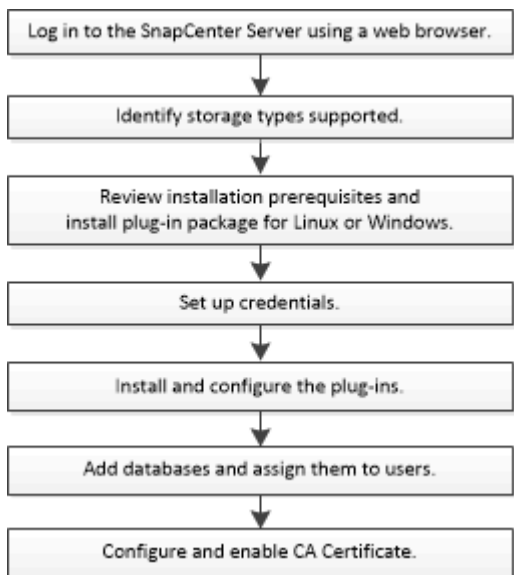 Log in to the SnapCenter Server using a web browser.
Identify storage types supported.
Review installation prerequisites and
install plug-in package for Linux or Windows.
Set up credentials.
Install and configure the plug-ins.
Add databases and assign them to users.
Configure and enable CA Certificate.